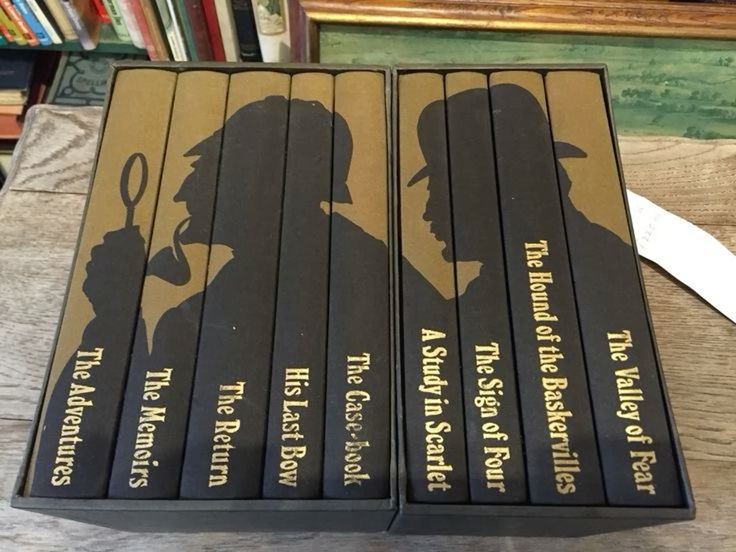 The Adventures
The Memoirs
The Return
His Last Bow
The Case-book
A Study in Scarlet
The Sign of Four
The Hound of the Baskervilles
The Valley of Fear